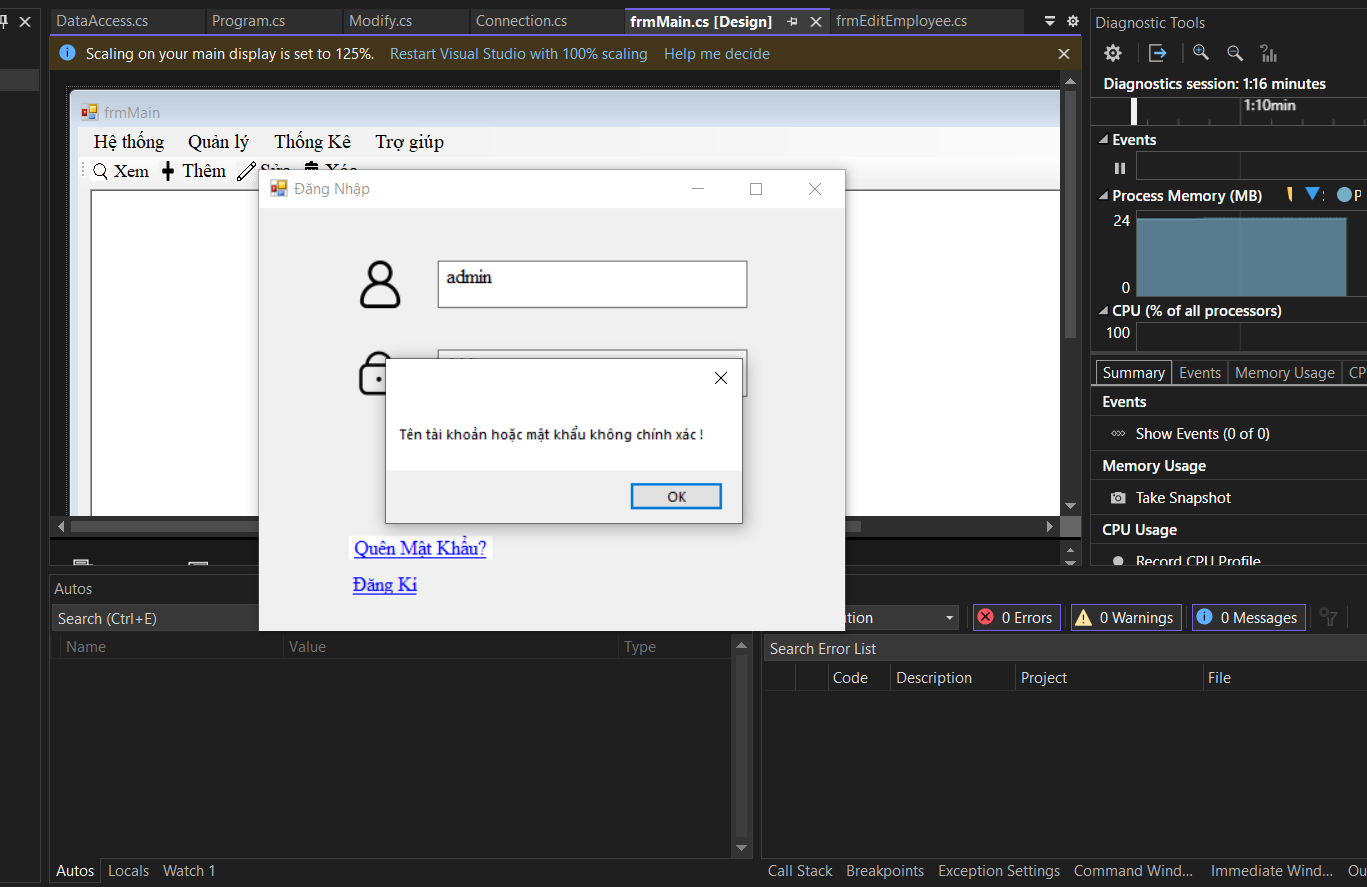 DataAccess.cs Program.cs Modify.cs Connection.cs frmMain.cs [Design] frmEditEmployee.cs
Scaling on your main display is set to 125%. Restart Visual Studio with 100% scaling Help me decide
frmMain
Hệ thống Quản lý Thống Kê Trợ giúp
Xem Thêm
Đăng Nhập
admin
Tên tài khoản hoặc mật khẩu không chính xác !
OK
Quên Mật Khẩu?
Đăng Kí
Diagnostic Tools
Diagnostics session: 1:16 minutes
1:10min
Events
Process Memory (MB) P
24
0
CPU (% of all processors)
100
Summary Events Memory Usage CP
Events
Show Events (0 of 0)
Memory Usage
Take Snapshot
CPU Usage
Record CPU Profile
Autos
Search (Ctrl+E)
Name Value Type
Autos Locals Watch 1
0 Errors 0 Warnings 0 Messages
Search Error List
Code Description Project File
Call Stack Breakpoints Exception Settings Command Wind... Immediate Wind... Ou